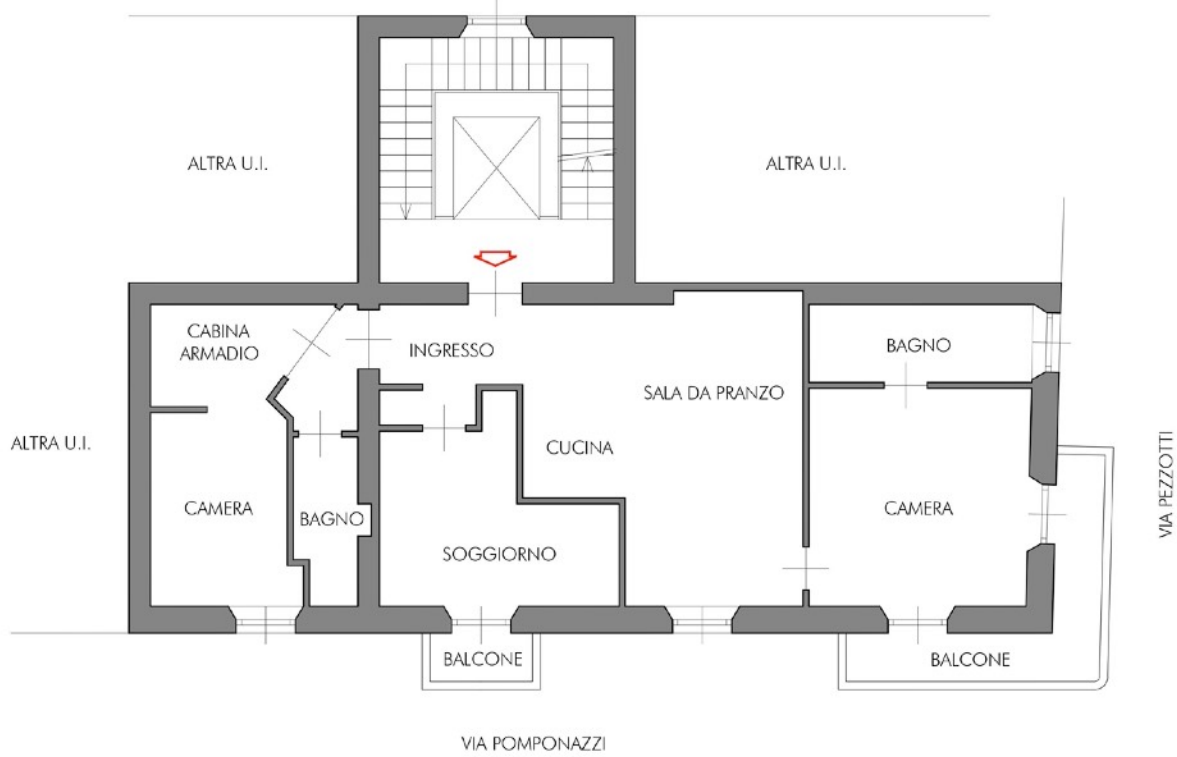 ALTRA U.I.
ALTRA U.I.
CABINA
ARMADIO
INGRESSO
BAGNO
SALA DA PRANZO
ALTRA U.I.
CUCINA
CAMERA
BAGNO
CAMERA
VIA PEZZOTTI
SOGGIORNO
BALCONE
BALCONE
VIA POMPONAZZI